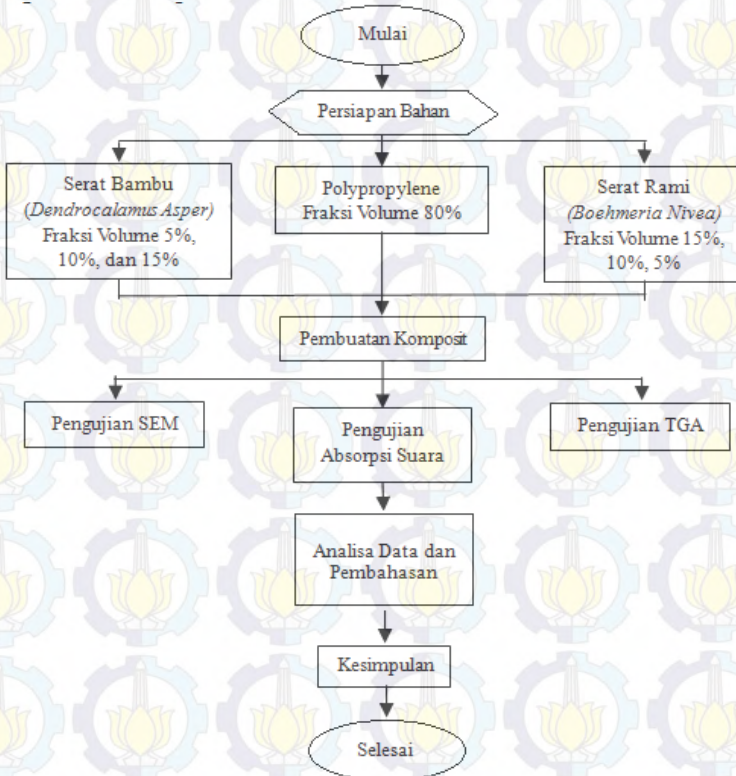 Mulai
Persiapan Bahan
Serat Bambu
(Dendrocalamus Asper)
Fraksi Volume 5%,
10%, dan 15%
Polypropylene
Fraksi Volume 80%
Serat Rami
(Boehmeria Nivea)
Fraksi Volume 15%,
10%, 5%
Pembuatan Komposit
Pengujian SEM
Pengujian
Absorpsi Suara
Pengujian TGA
Analisa Data dan
Pembahasan
Kesimpulan
Selesai